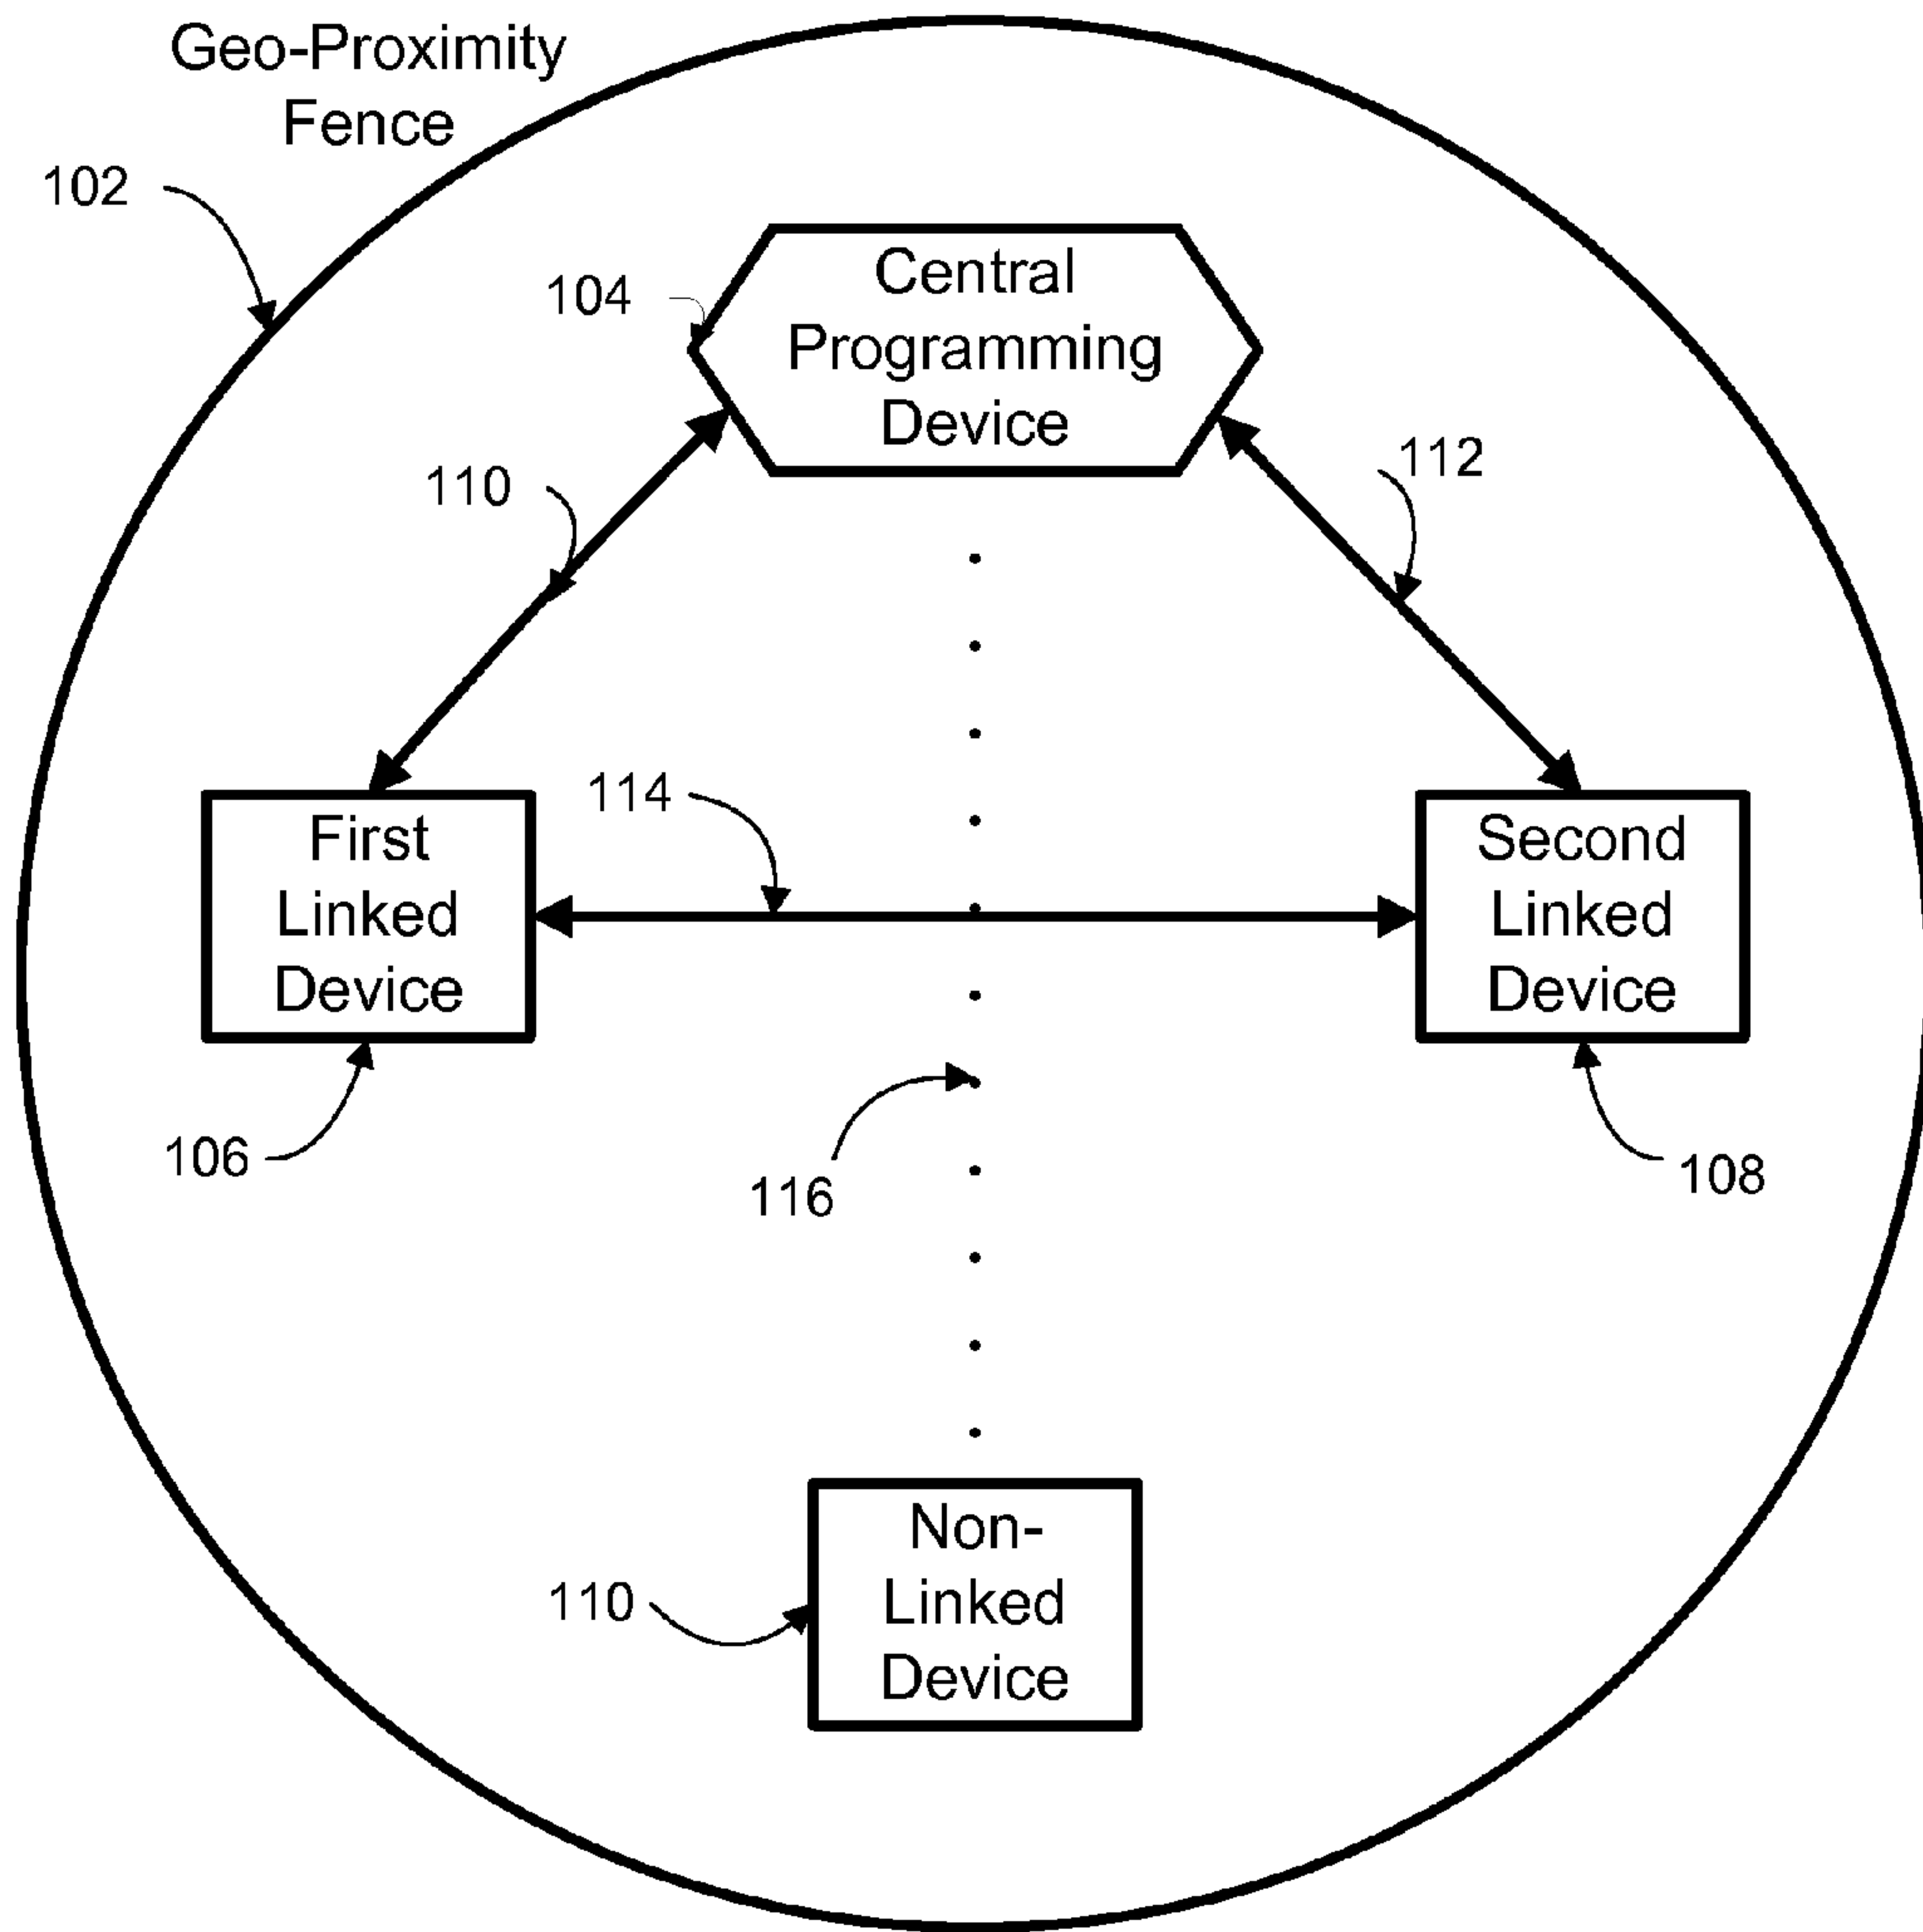 Geo-Proximity
Fence
102
104
Central
Programming
Device
110
112
114
First
Linked
Device
Second
Linked
Device
106
116
108
110
Non-
Linked
Device